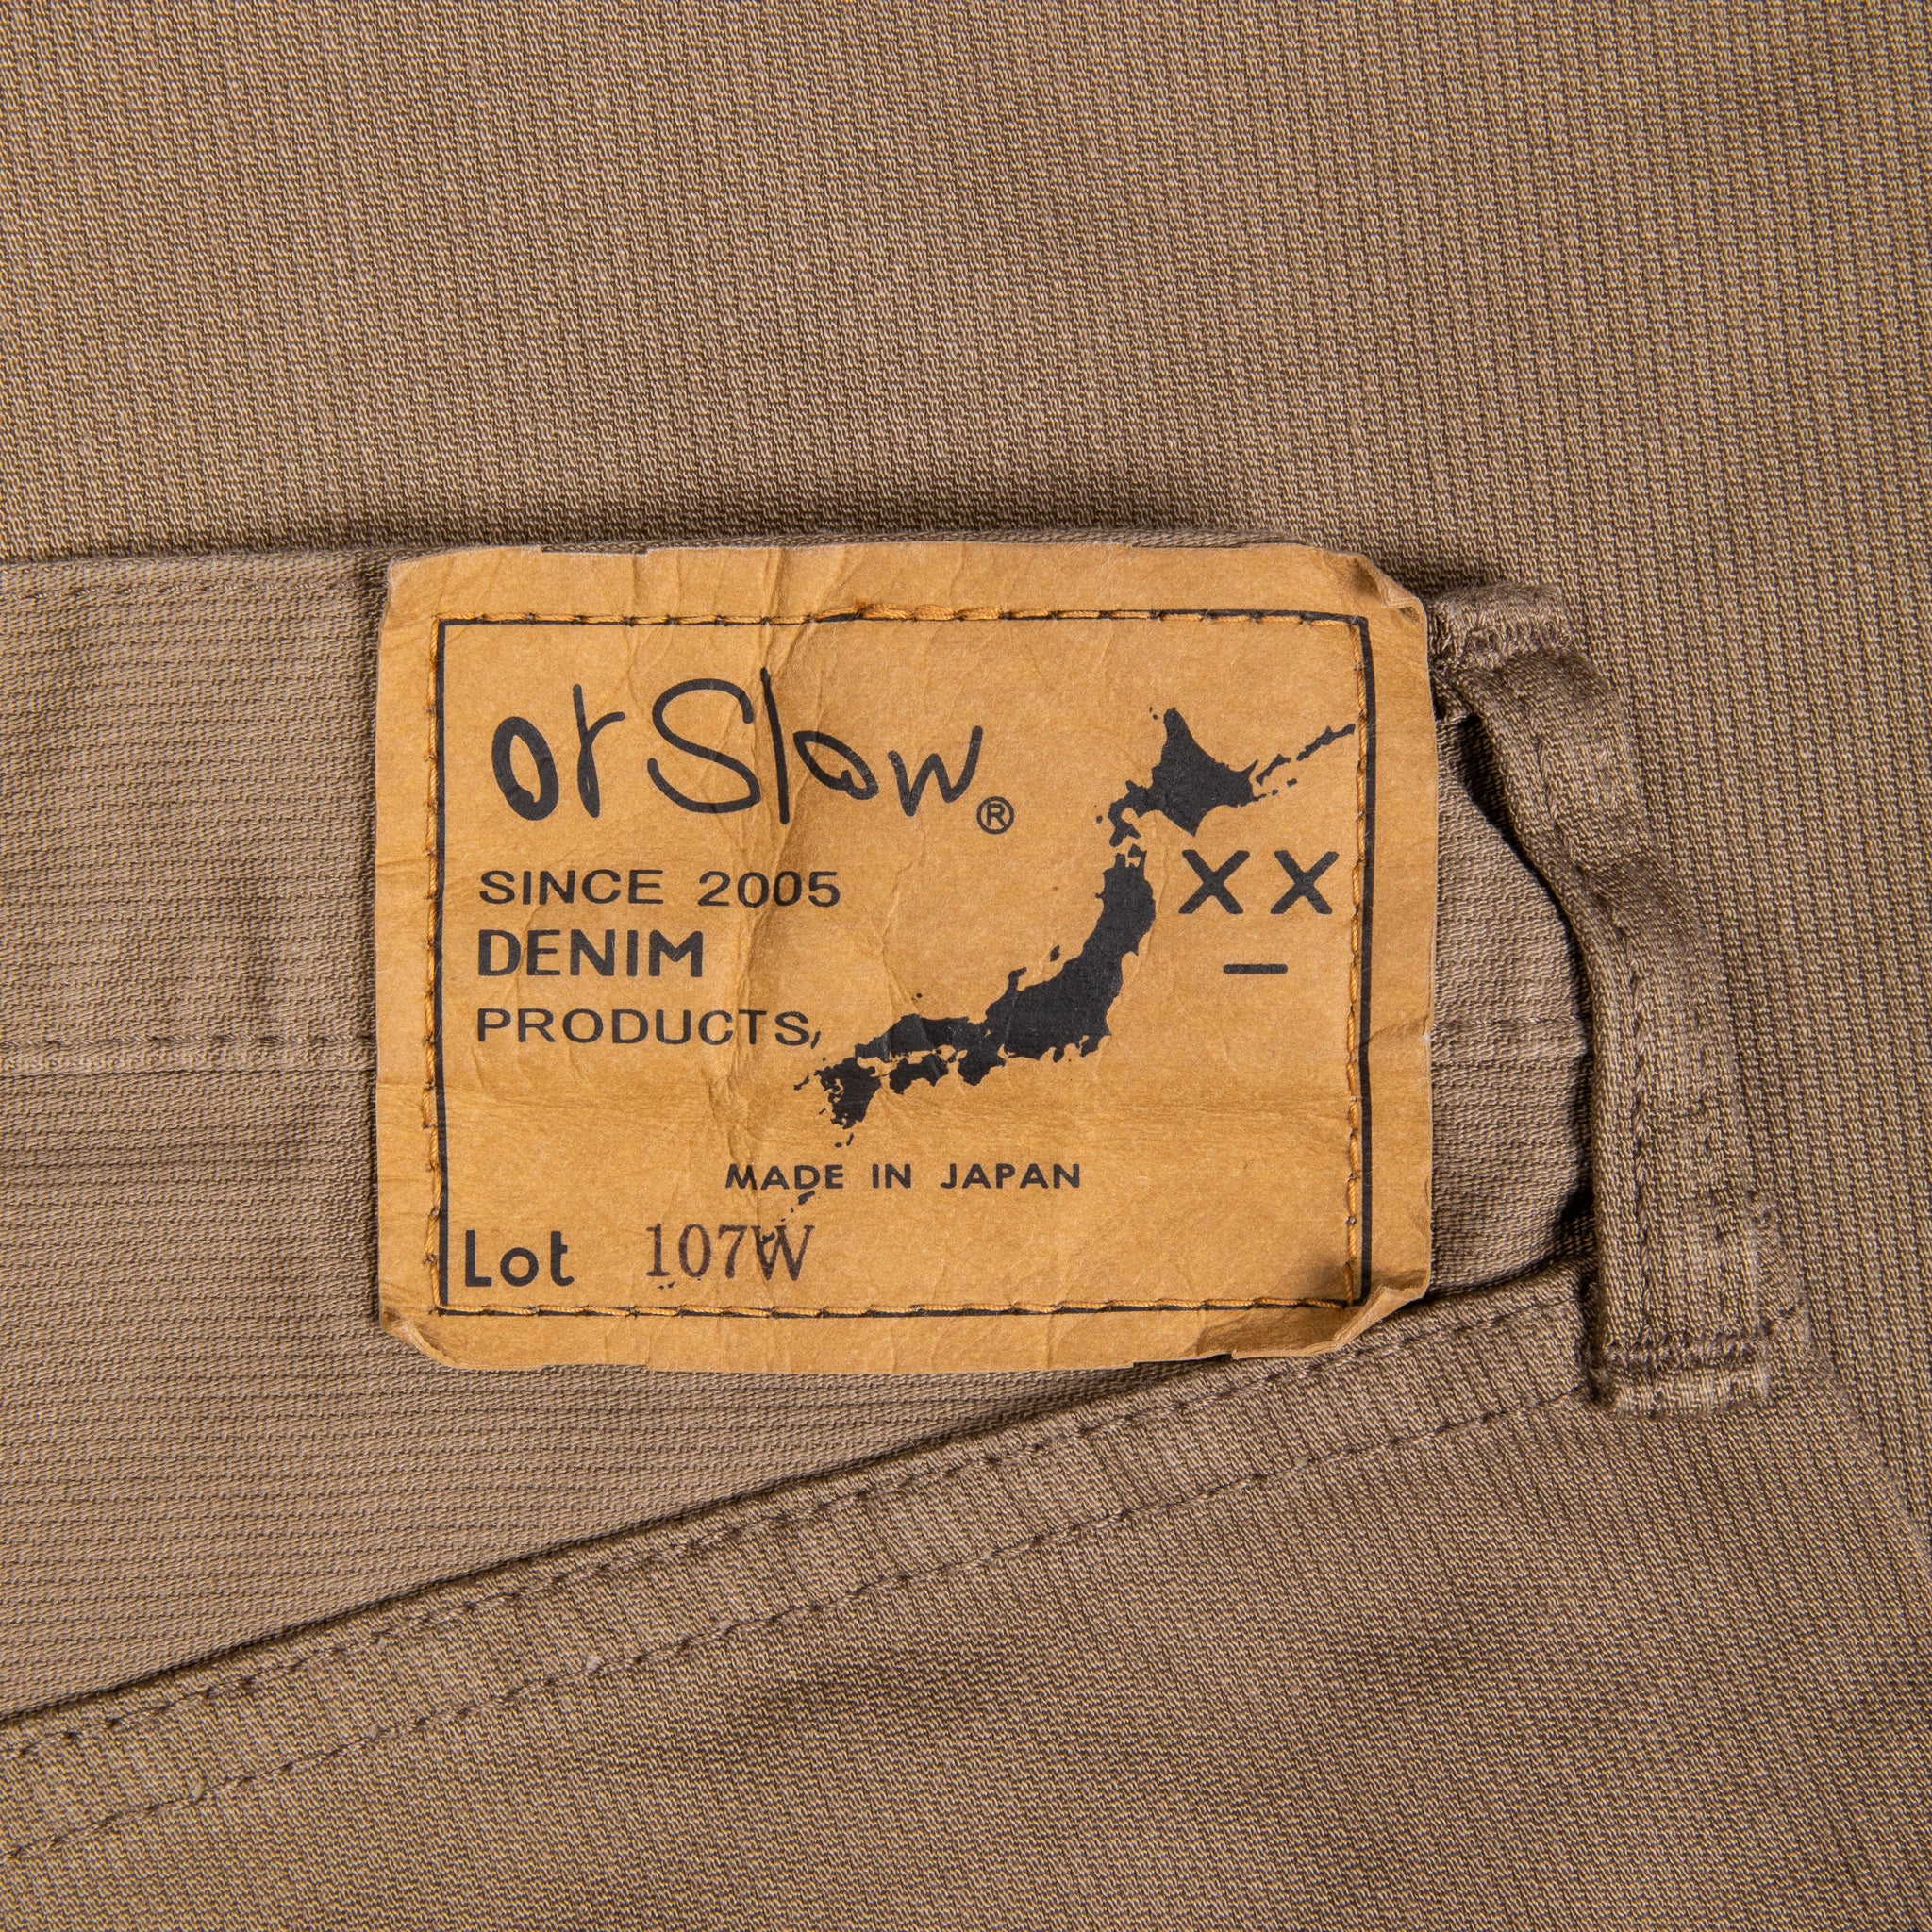 orSlow®
SINCE 2005
DENIM
PRODUCTS,
XX
–
MADE IN JAPAN
Lot 107W